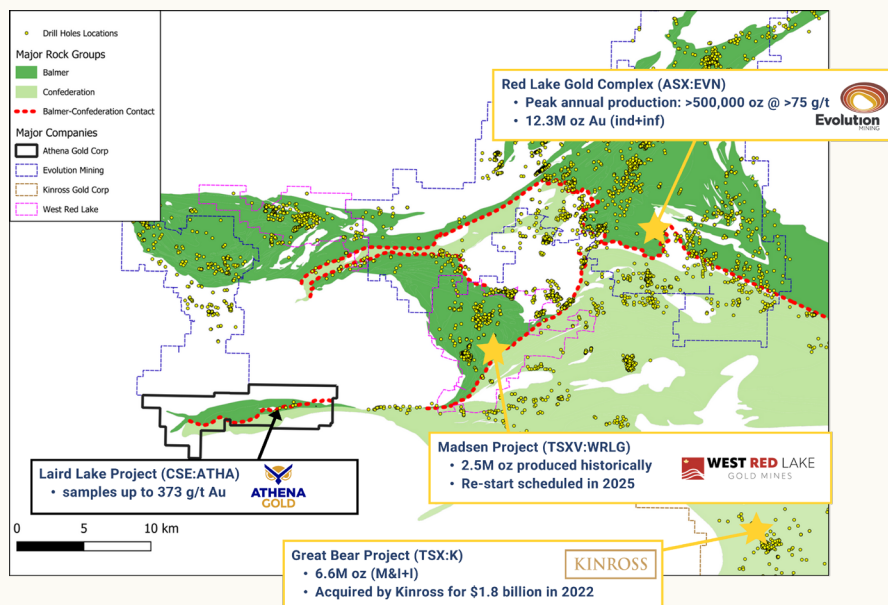 Drill Holes Locations
Major Rock Groups
Balmer
Confederation
Balmer-Confederation Contact
Major Companies
Athena Gold Corp
Evolution Mining
Kinross Gold Corp
West Red Lake
Red Lake Gold Complex (ASX:EVN)
• Peak annual production: >500,000 oz @ >75 g/t
• 12.3M oz Au (ind+inf)
Evolution
MINING
Laird Lake Project (CSE:ATHA)
• samples up to 373 g/t Au
ATHENA
GOLD
Madsen Project (TSXV:WRLG)
• 2.5M oz produced historically
• Re-start scheduled in 2025
WEST RED LAKE
GOLD MINES
0 5 10 km
Great Bear Project (TSX:K)
• 6.6M oz (M&I+I)
• Acquired by Kinross for $1.8 billion in 2022
KINROSS